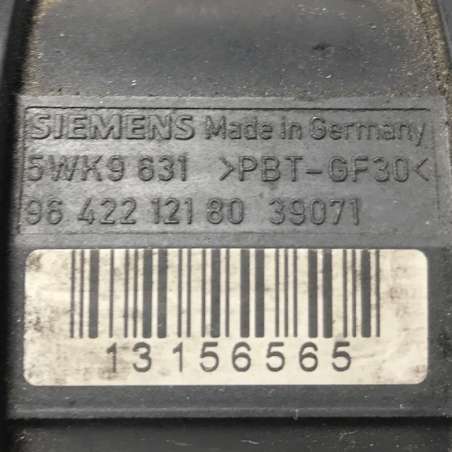 SIEMENS Made in Germany
5WK9 631 >PBT-GF30<
96 422 121 80 39071
13156565